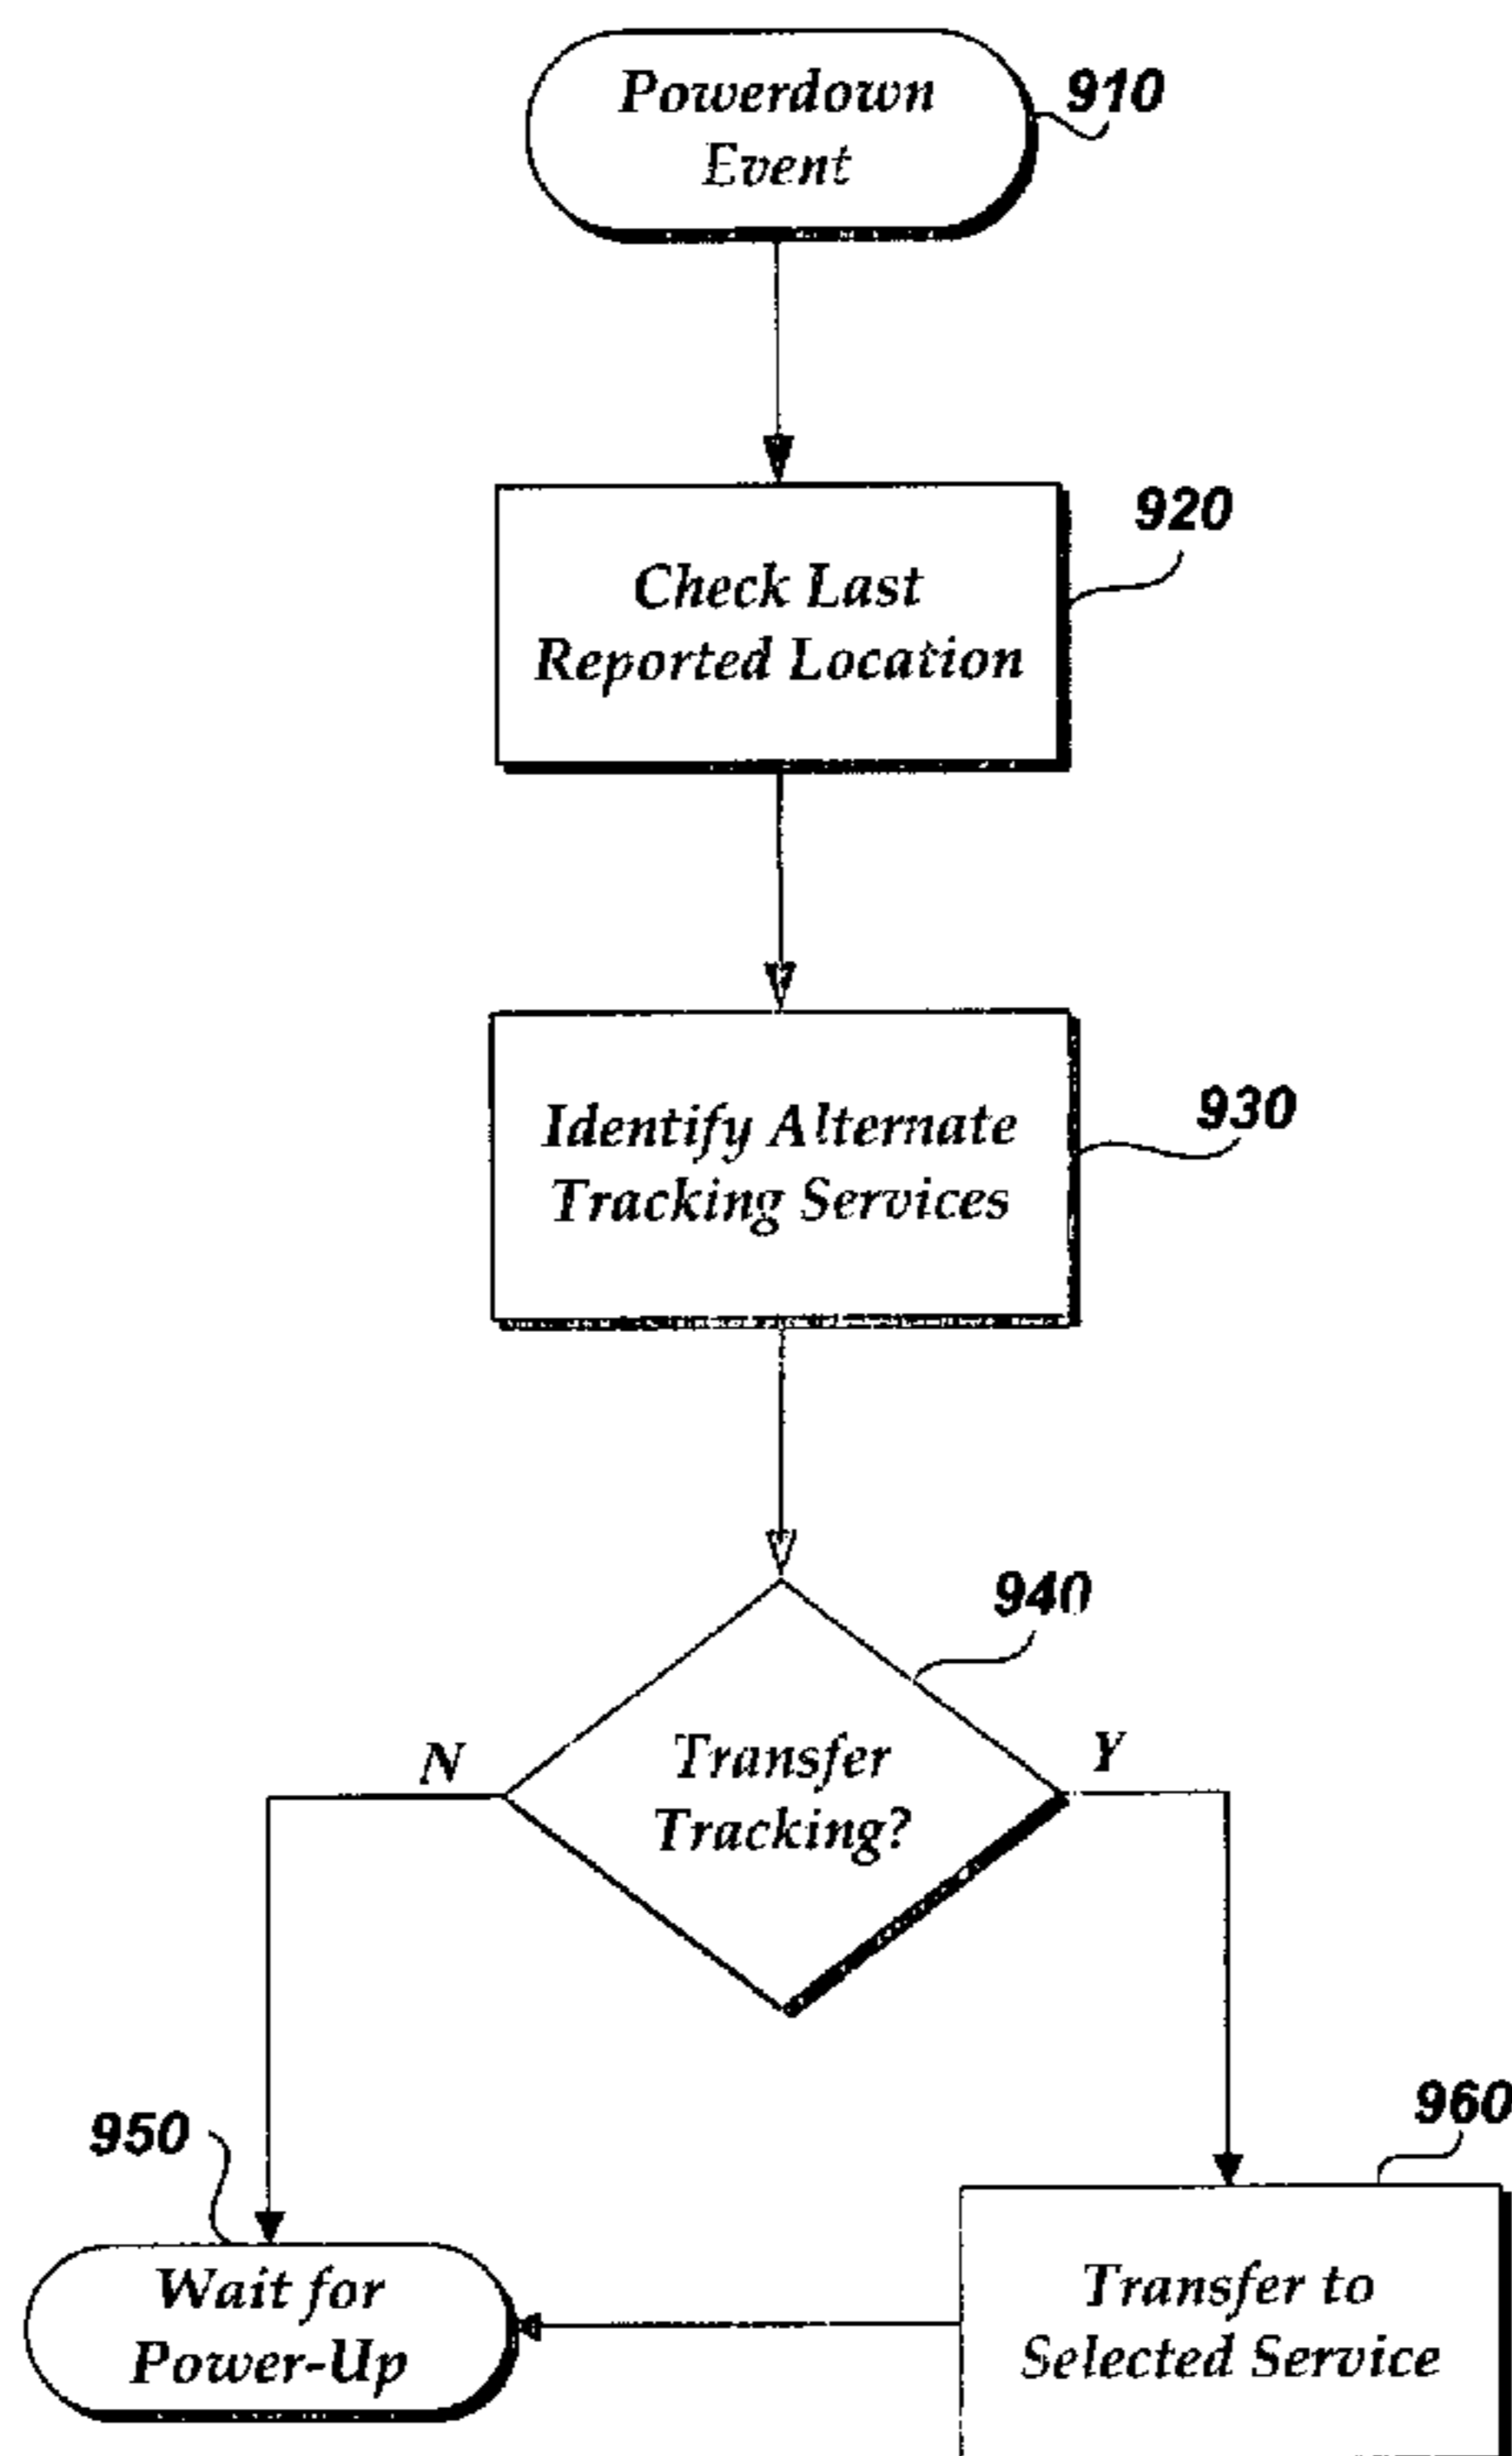 Powerdown
Event
910
Check Last
Reported Location
920
Identify Alternate
Tracking Services
930
940
Transfer
Tracking?
N
Y
950
Wait for
Power-Up
960
Transfer to
Selected Service